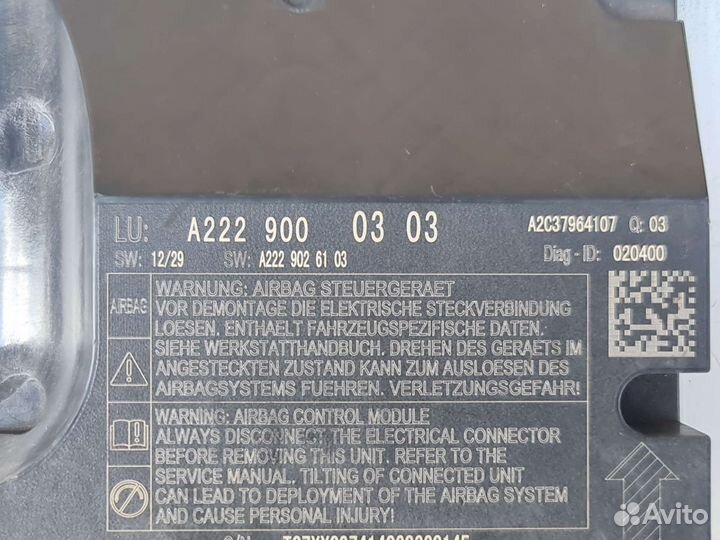 LU: A222 900 03 03 A2C37964107 Q: 03
SW: 12/29 SW: A222 902 61 03 Diag-ID: 020400
WARNUNG: AIRBAG STEUERGERAET
AIRBAG VOR DEMONTAGE DIE ELEKTRISCHE STECKVERBINDUNG
LOESEN. ENTHAELT FAHRZEUGSPEZIFISCHE DATEN.
SIEHE WERKSTATTHANDBUCH. DREHEN DES GERAETS IM
ANGESTECKTEN ZUSTAND KANN ZUM AUSLOESEN DES
AIRBAGSYSTEMS FUEHREN. VERLETZUNGSGEFAHR!
WARNING: AIRBAG CONTROL MODULE
ALWAYS DISCONNECT THE ELECTRICAL CONNECTOR
BEFORE REMOVING THIS UNIT. REFER TO THE
SERVICE MANUAL. TILTING OF CONNECTED UNIT
CAN LEAD TO DEPLOYMENT OF THE AIRBAG SYSTEM
AND CAUSE PERSONAL INJURY!
Avito